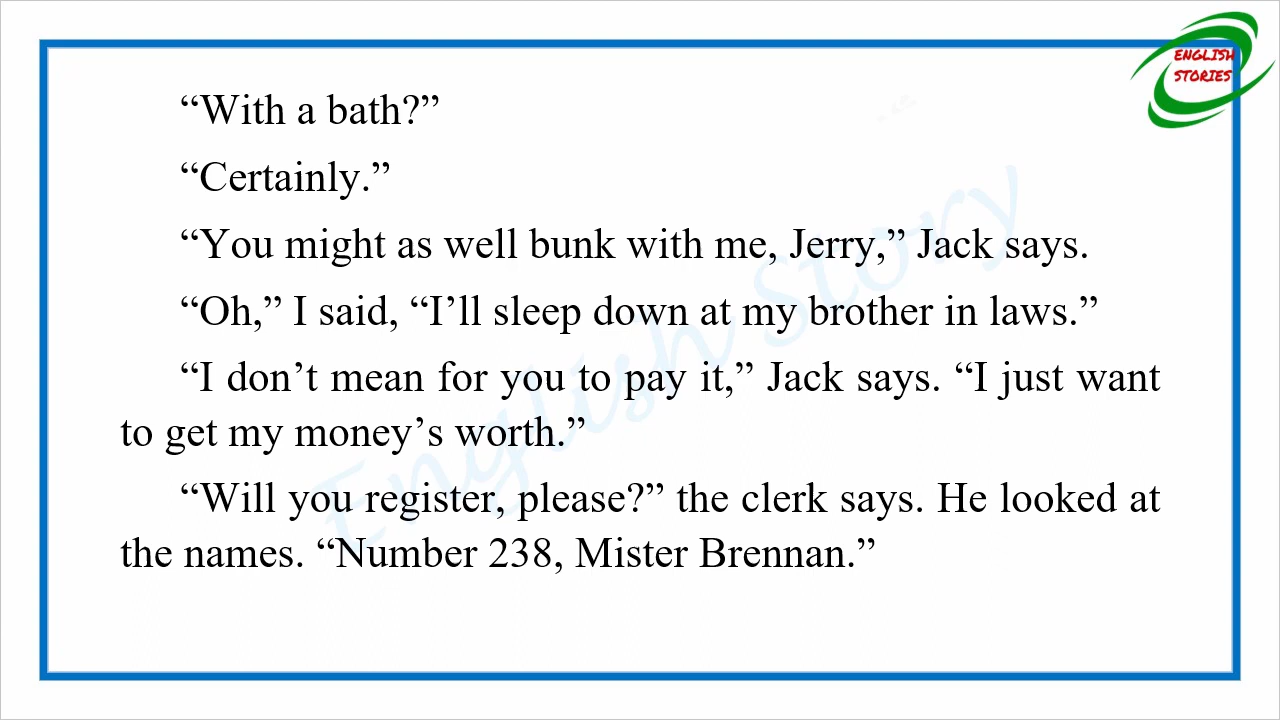 ENGLISH
STORIES
“With a bath?”
“Certainly.”
“You might as well bunk with me, Jerry,” Jack says.
“Oh,” I said, “I’ll sleep down at my brother in laws.”
“I don’t mean for you to pay it,” Jack says. “I just want
to get my money’s worth.”
“Will you register, please?” the clerk says. He looked at
the names. “Number 238, Mister Brennan.”
English Story